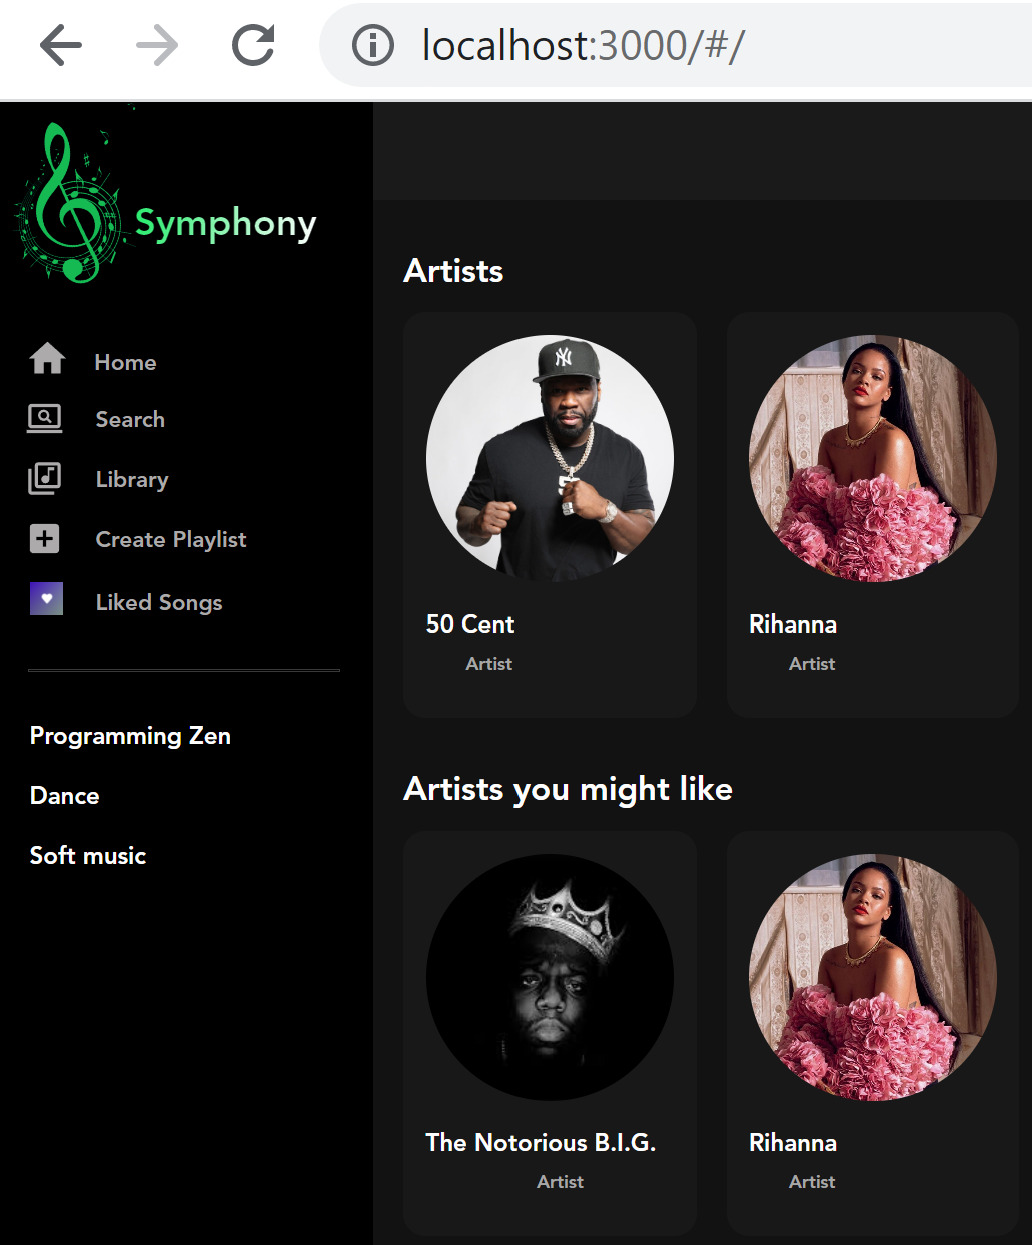 localhost:3000/#/
Symphony
Home
Search
Library
Create Playlist
Liked Songs
Programming Zen
Dance
Soft music
Artists
50 Cent
Artist
Rihanna
Artist
Artists you might like
The Notorious B.I.G.
Artist
Rihanna
Artist